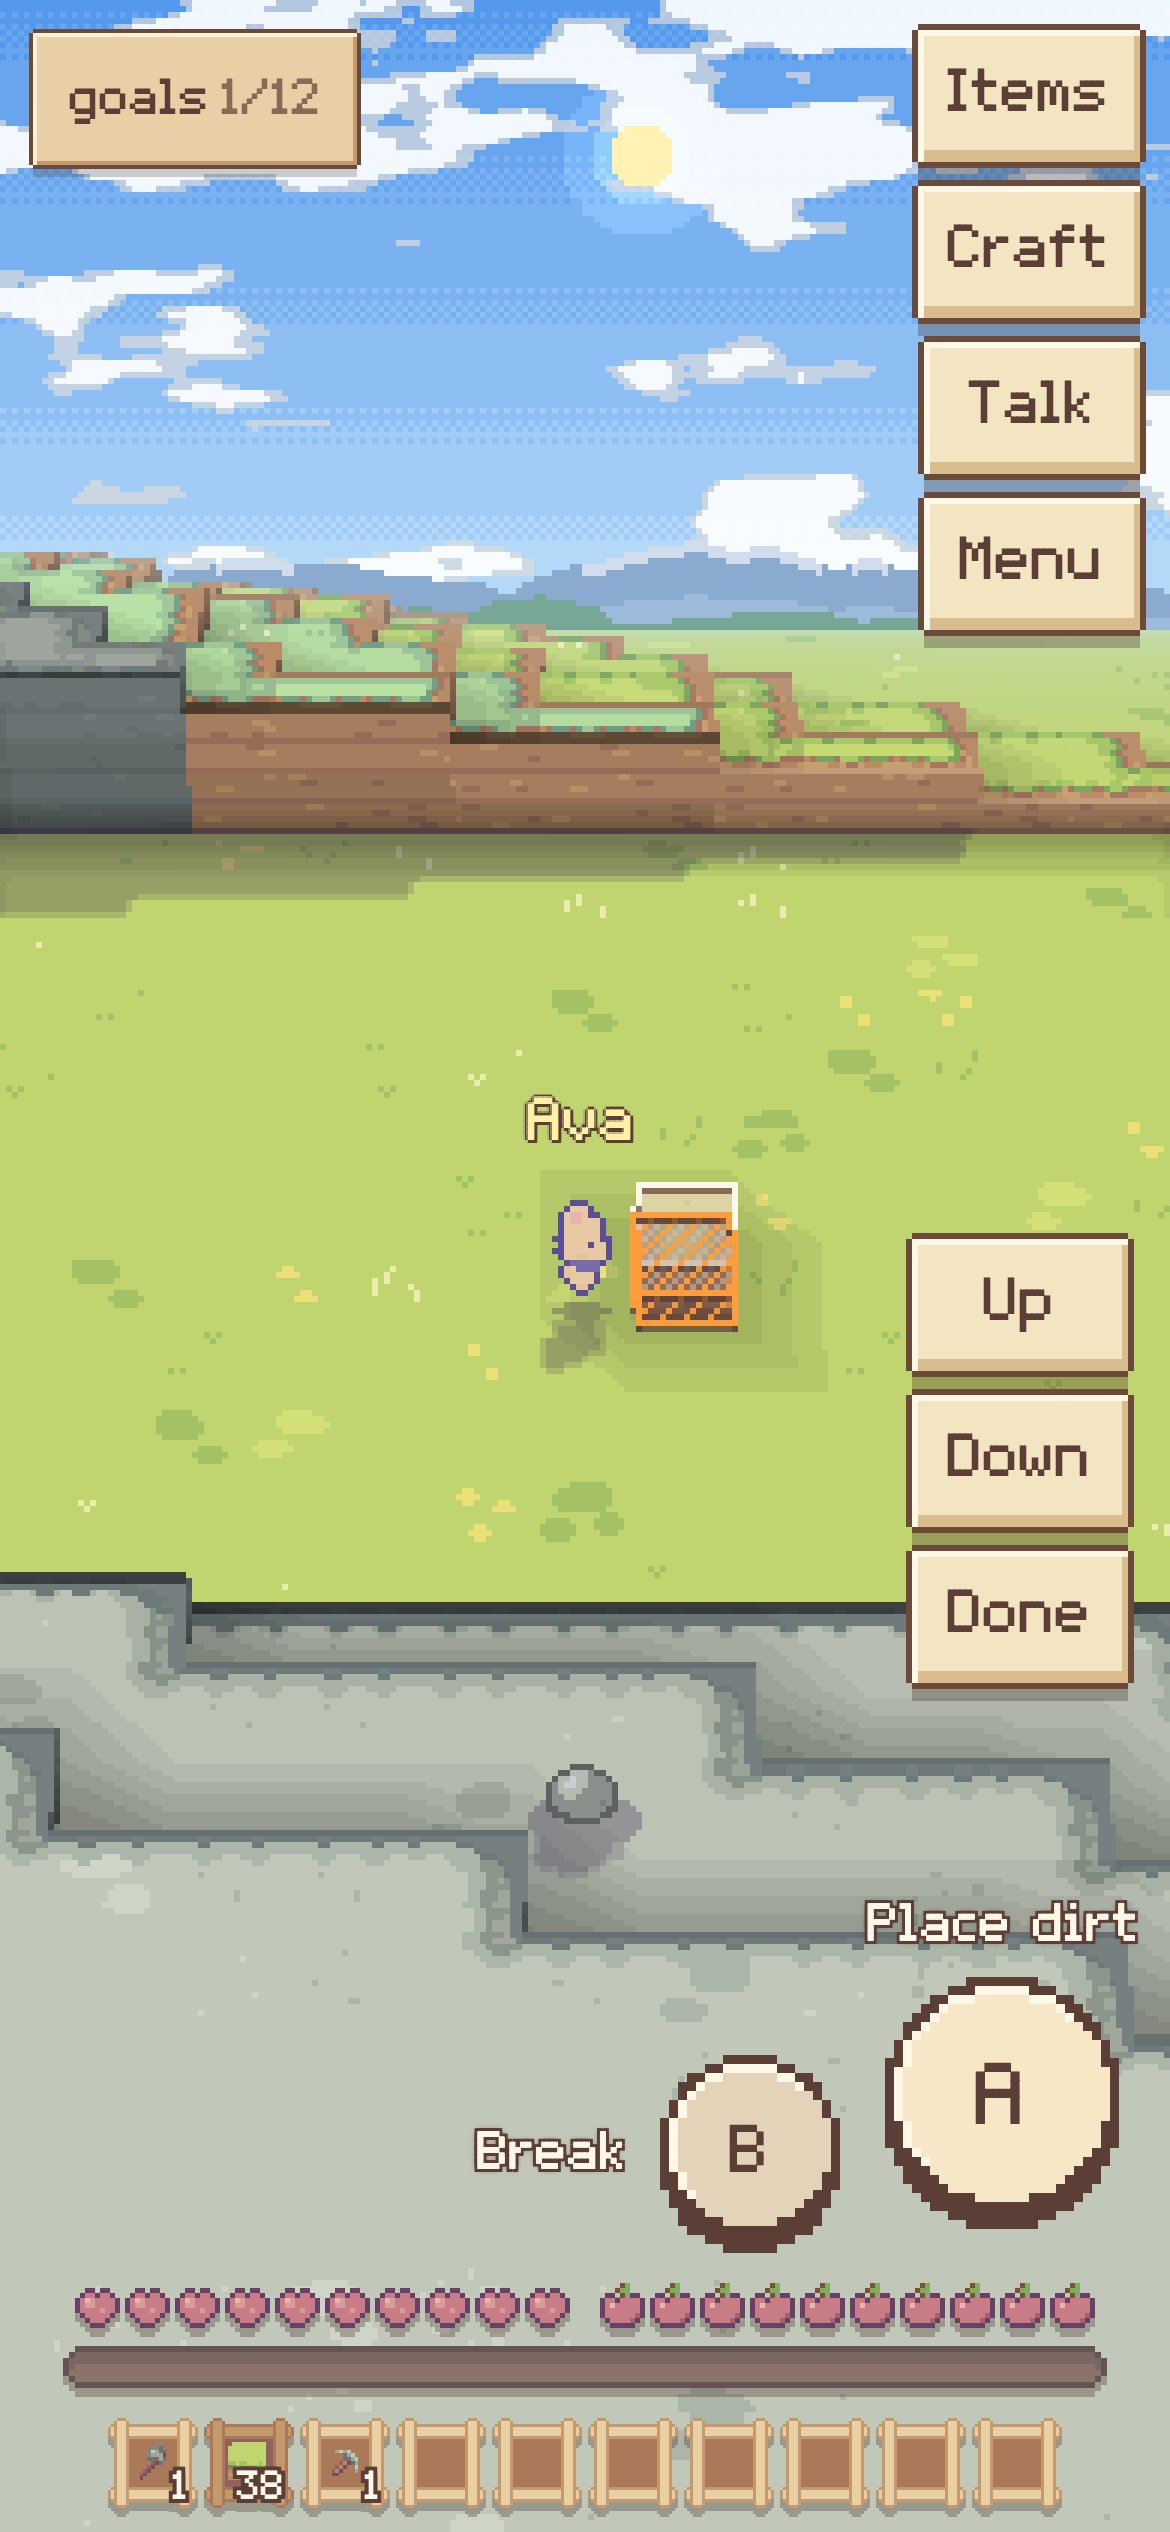 goals 1/12
Items
Craft
Talk
Menu
Ava
Up
Down
Done
Place dirt
A
Break
B
1
38
1